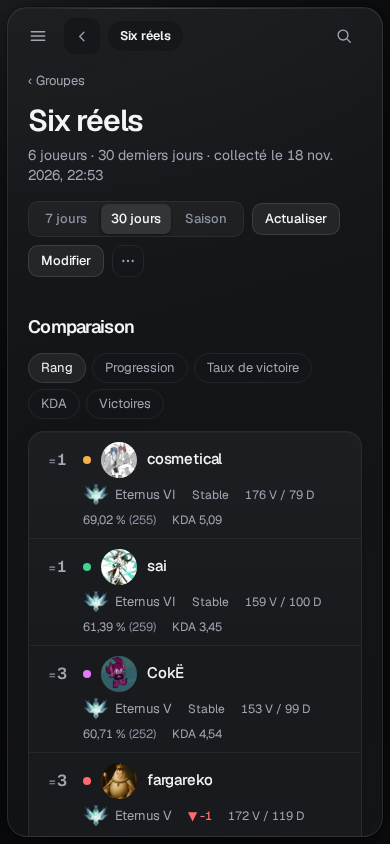 Six réels
‹ Groupes
Six réels
6 joueurs · 30 derniers jours · collecté le 18 nov.
2026, 22:53
7 jours 30 jours Saison Actualiser
Modifier ···
Comparaison
Rang Progression Taux de victoire
KDA Victoires
=1 cosmetical
Eternus VI Stable 176 V / 79 D
69,02 % (255) KDA 5,09
=1 sai
Eternus VI Stable 159 V / 100 D
61,39 % (259) KDA 3,45
=3 CokË
Eternus V Stable 153 V / 99 D
60,71 % (252) KDA 4,54
=3 fargareko
Eternus V ▼-1 172 V / 119 D